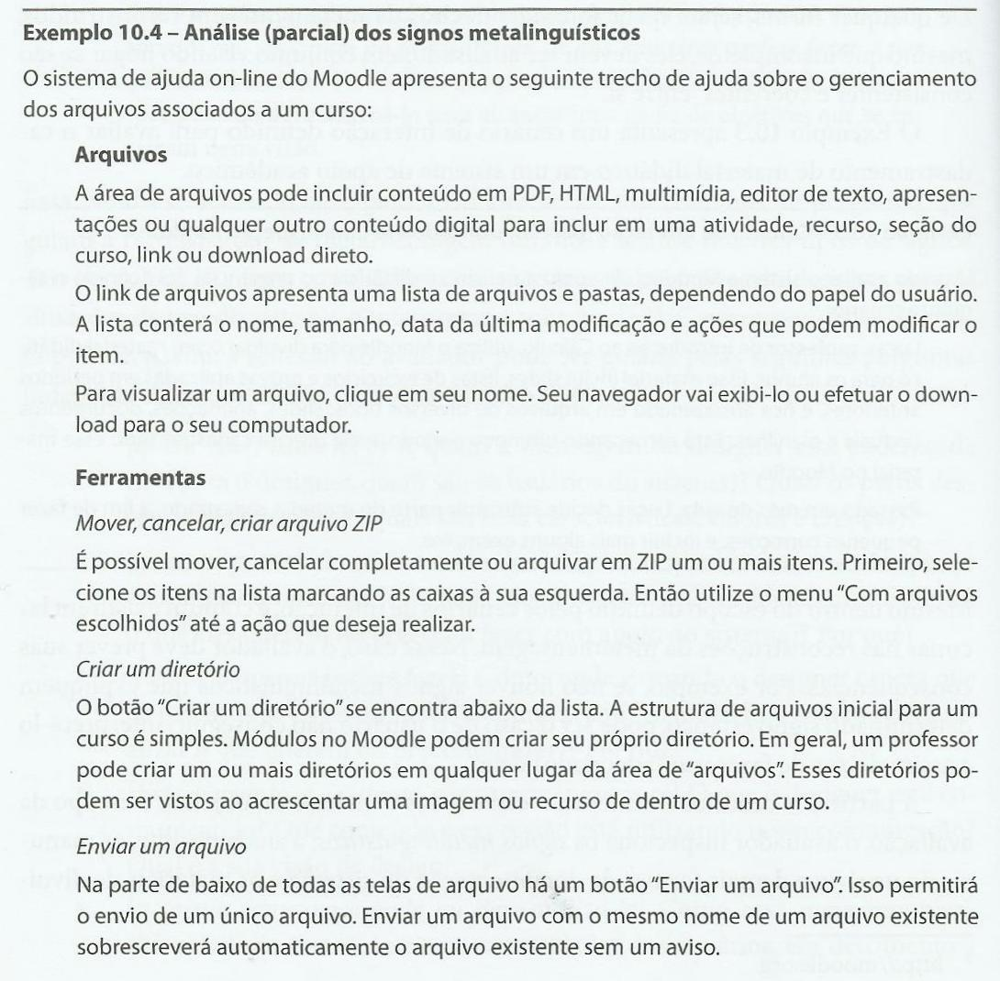 Exemplo 10.4 – Análise (parcial) dos signos metalinguísticos
O sistema de ajuda on-line do Moodle apresenta o seguinte trecho de ajuda sobre o gerenciamento
dos arquivos associados a um curso:
Arquivos
A área de arquivos pode incluir conteúdo em PDF, HTML, multimídia, editor de texto, apresen-
tações ou qualquer outro conteúdo digital para inclur em uma atividade, recurso, seção do
curso, link ou download direto.
O link de arquivos apresenta uma lista de arquivos e pastas, dependendo do papel do usuário.
A lista conterá o nome, tamanho, data da última modificação e ações que podem modificar o
item.
Para visualizar um arquivo, clique em seu nome. Seu navegador vai exibi-lo ou efetuar o down-
load para o seu computador.
Ferramentas
Mover, cancelar, criar arquivo ZIP
É possível mover, cancelar completamente ou arquivar em ZIP um ou mais itens. Primeiro, sele-
cione os itens na lista marcando as caixas à sua esquerda. Então utilize o menu “Com arquivos
escolhidos” até a ação que deseja realizar.
Criar um diretório
O botão “Criar um diretório” se encontra abaixo da lista. A estrutura de arquivos inicial para um
curso é simples. Módulos no Moodle podem criar seu próprio diretório. Em geral, um professor
pode criar um ou mais diretórios em qualquer lugar da área de “arquivos”. Esses diretórios po-
dem ser vistos ao acrescentar uma imagem ou recurso de dentro de um curso.
Enviar um arquivo
Na parte de baixo de todas as telas de arquivo há um botão “Enviar um arquivo”. Isso permitirá
o envio de um único arquivo. Enviar um arquivo com o mesmo nome de um arquivo existente
sobrescreverá automaticamente o arquivo existente sem um aviso.